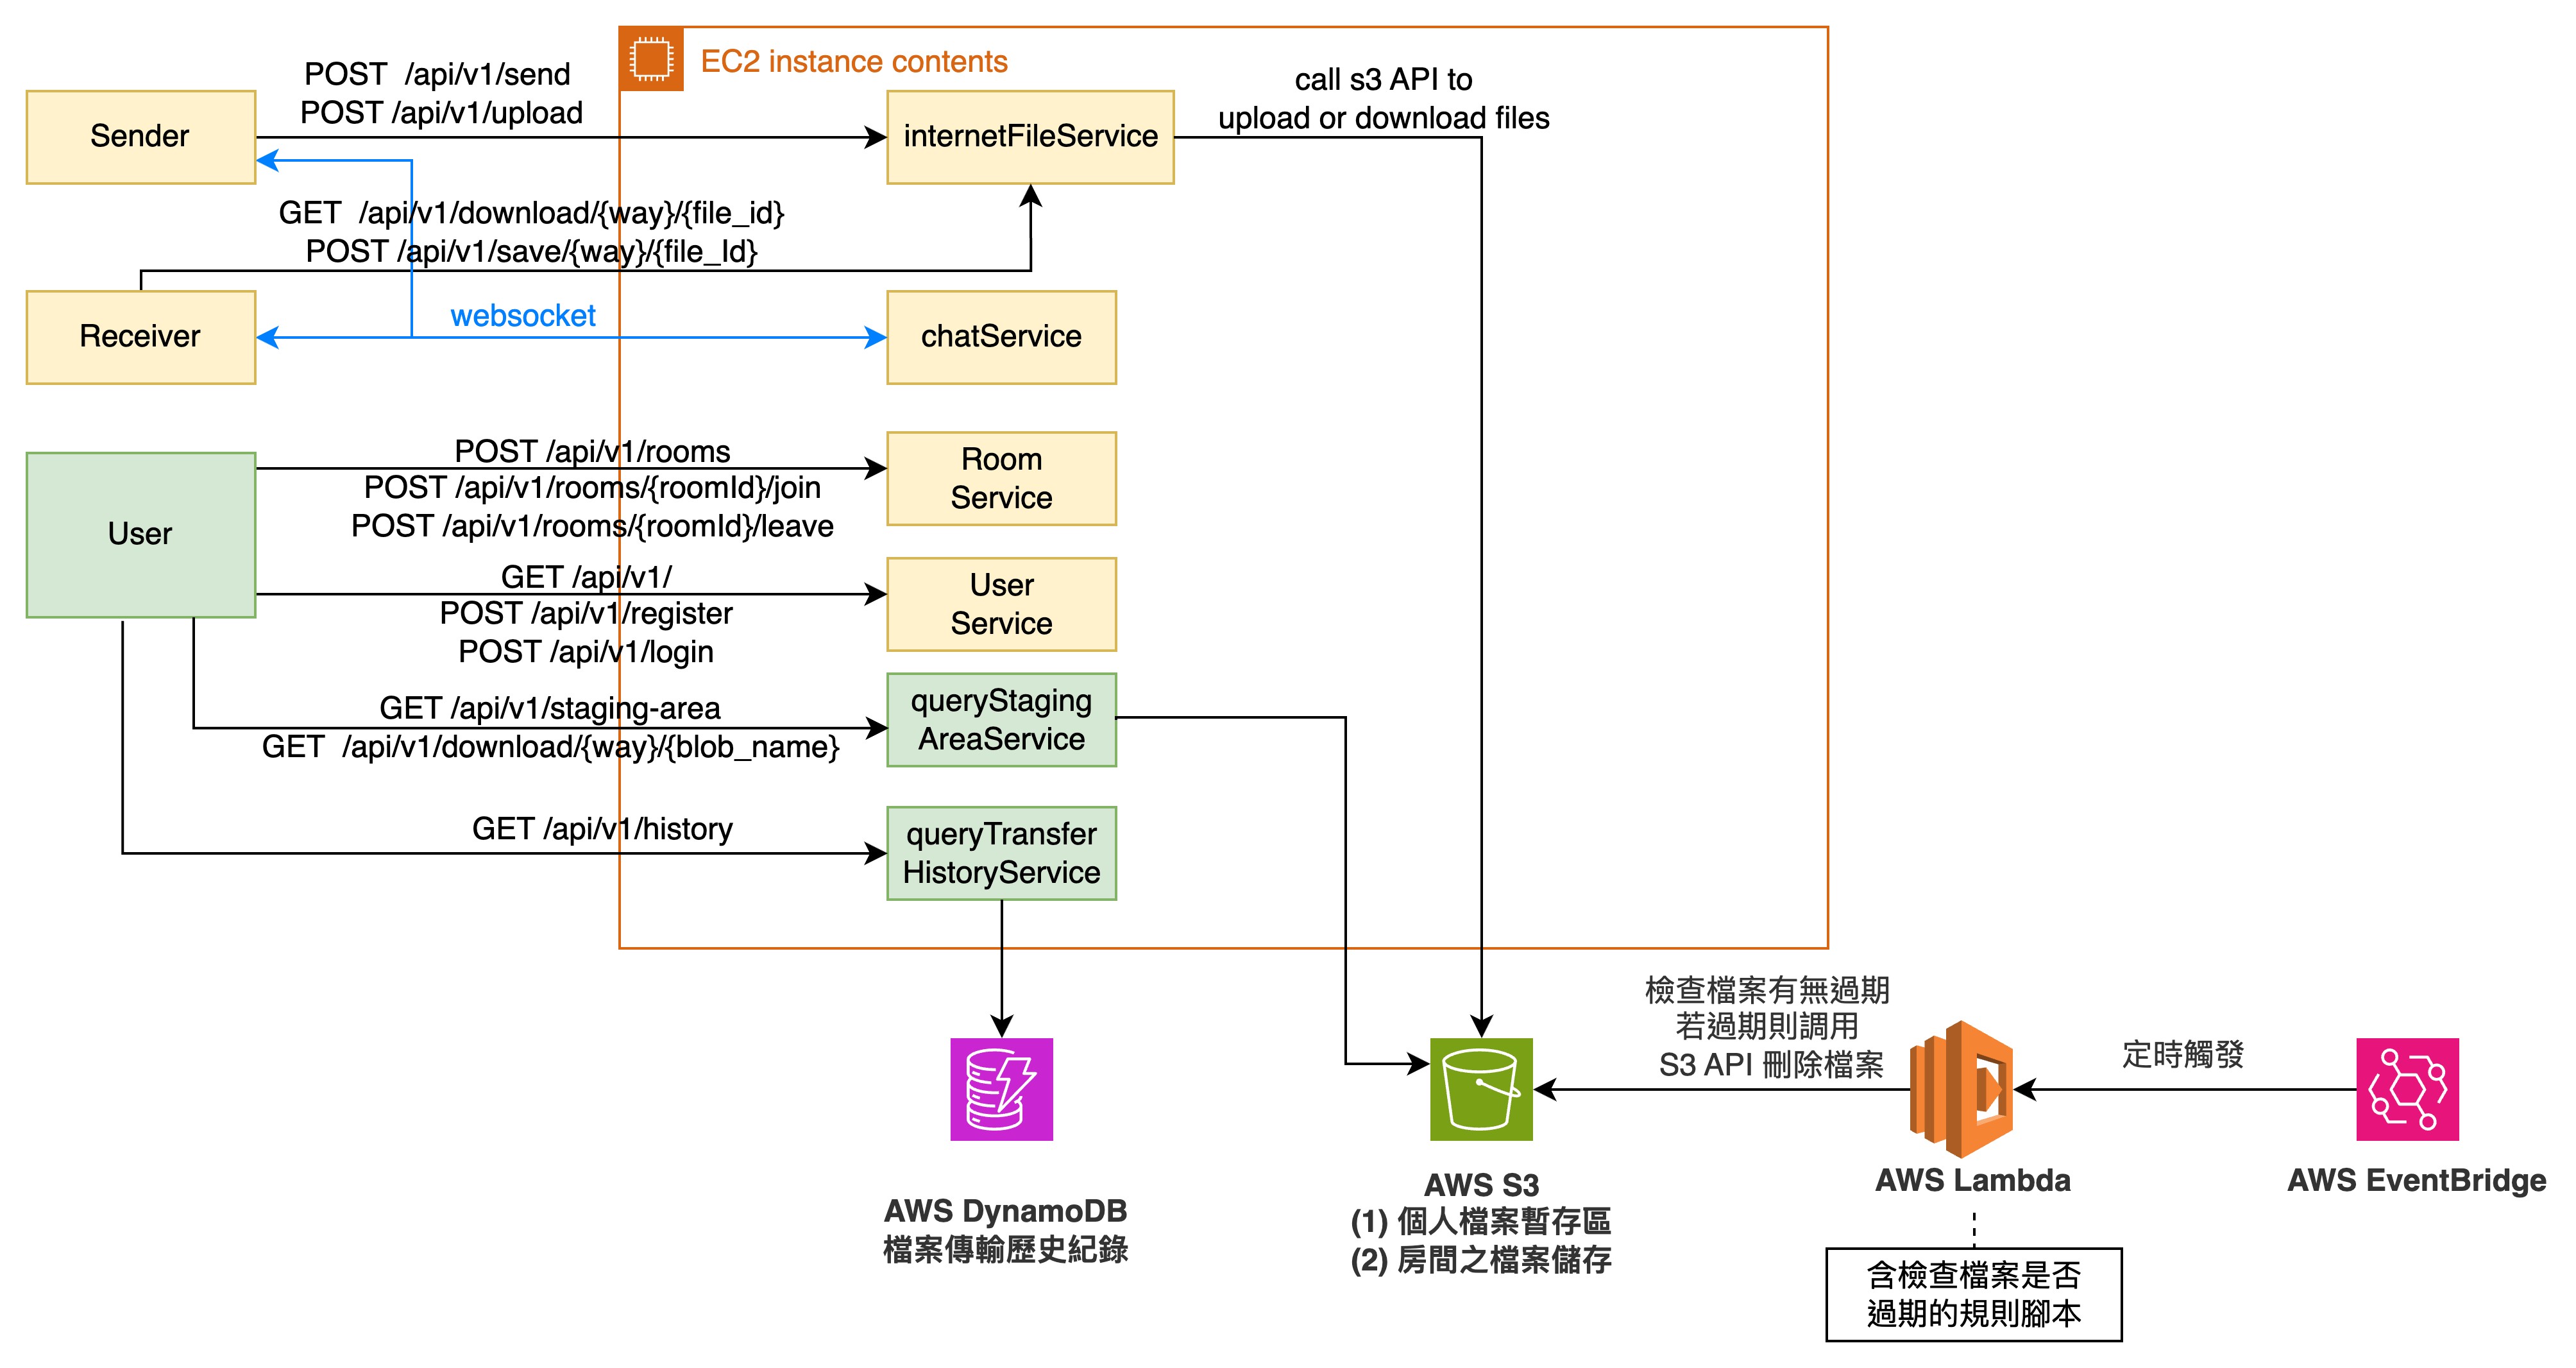 EC2 instance contents
POST /api/v1/send
POST /api/v1/upload
call s3 API to
upload or download files
Sender
internetFileService
GET /api/v1/download/{way}/{file_id}
POST /api/v1/save/{way}/{file_Id}
websocket
Receiver
chatService
POST /api/v1/rooms
POST /api/v1/rooms/{roomId}/join
POST /api/v1/rooms/{roomId}/leave
Room
Service
User
GET /api/v1/
POST /api/v1/register
POST /api/v1/login
User
Service
GET /api/v1/staging-area
GET /api/v1/download/{way}/{blob_name}
queryStaging
AreaService
GET /api/v1/history
queryTransfer
HistoryService
檢查檔案有無過期
若過期則調用
S3 API 刪除檔案
定時觸發
AWS DynamoDB
檔案傳輸歷史紀錄
AWS S3
(1) 個人檔案暫存區
(2) 房間之檔案儲存
AWS Lambda
AWS EventBridge
含檢查檔案是否
過期的規則腳本